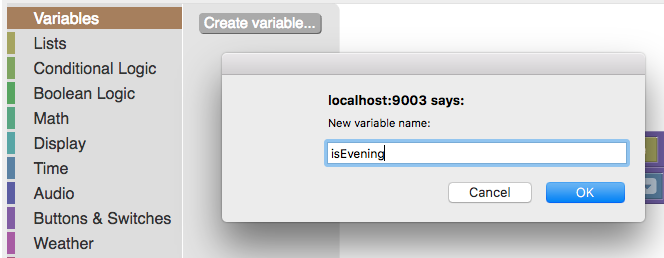 Variables
Lists
Conditional Logic
Boolean Logic
Math
Display
Time
Audio
Buttons & Switches
Weather
Create variable...
localhost:9003 says:
New variable name:
isEvening
Cancel
OK